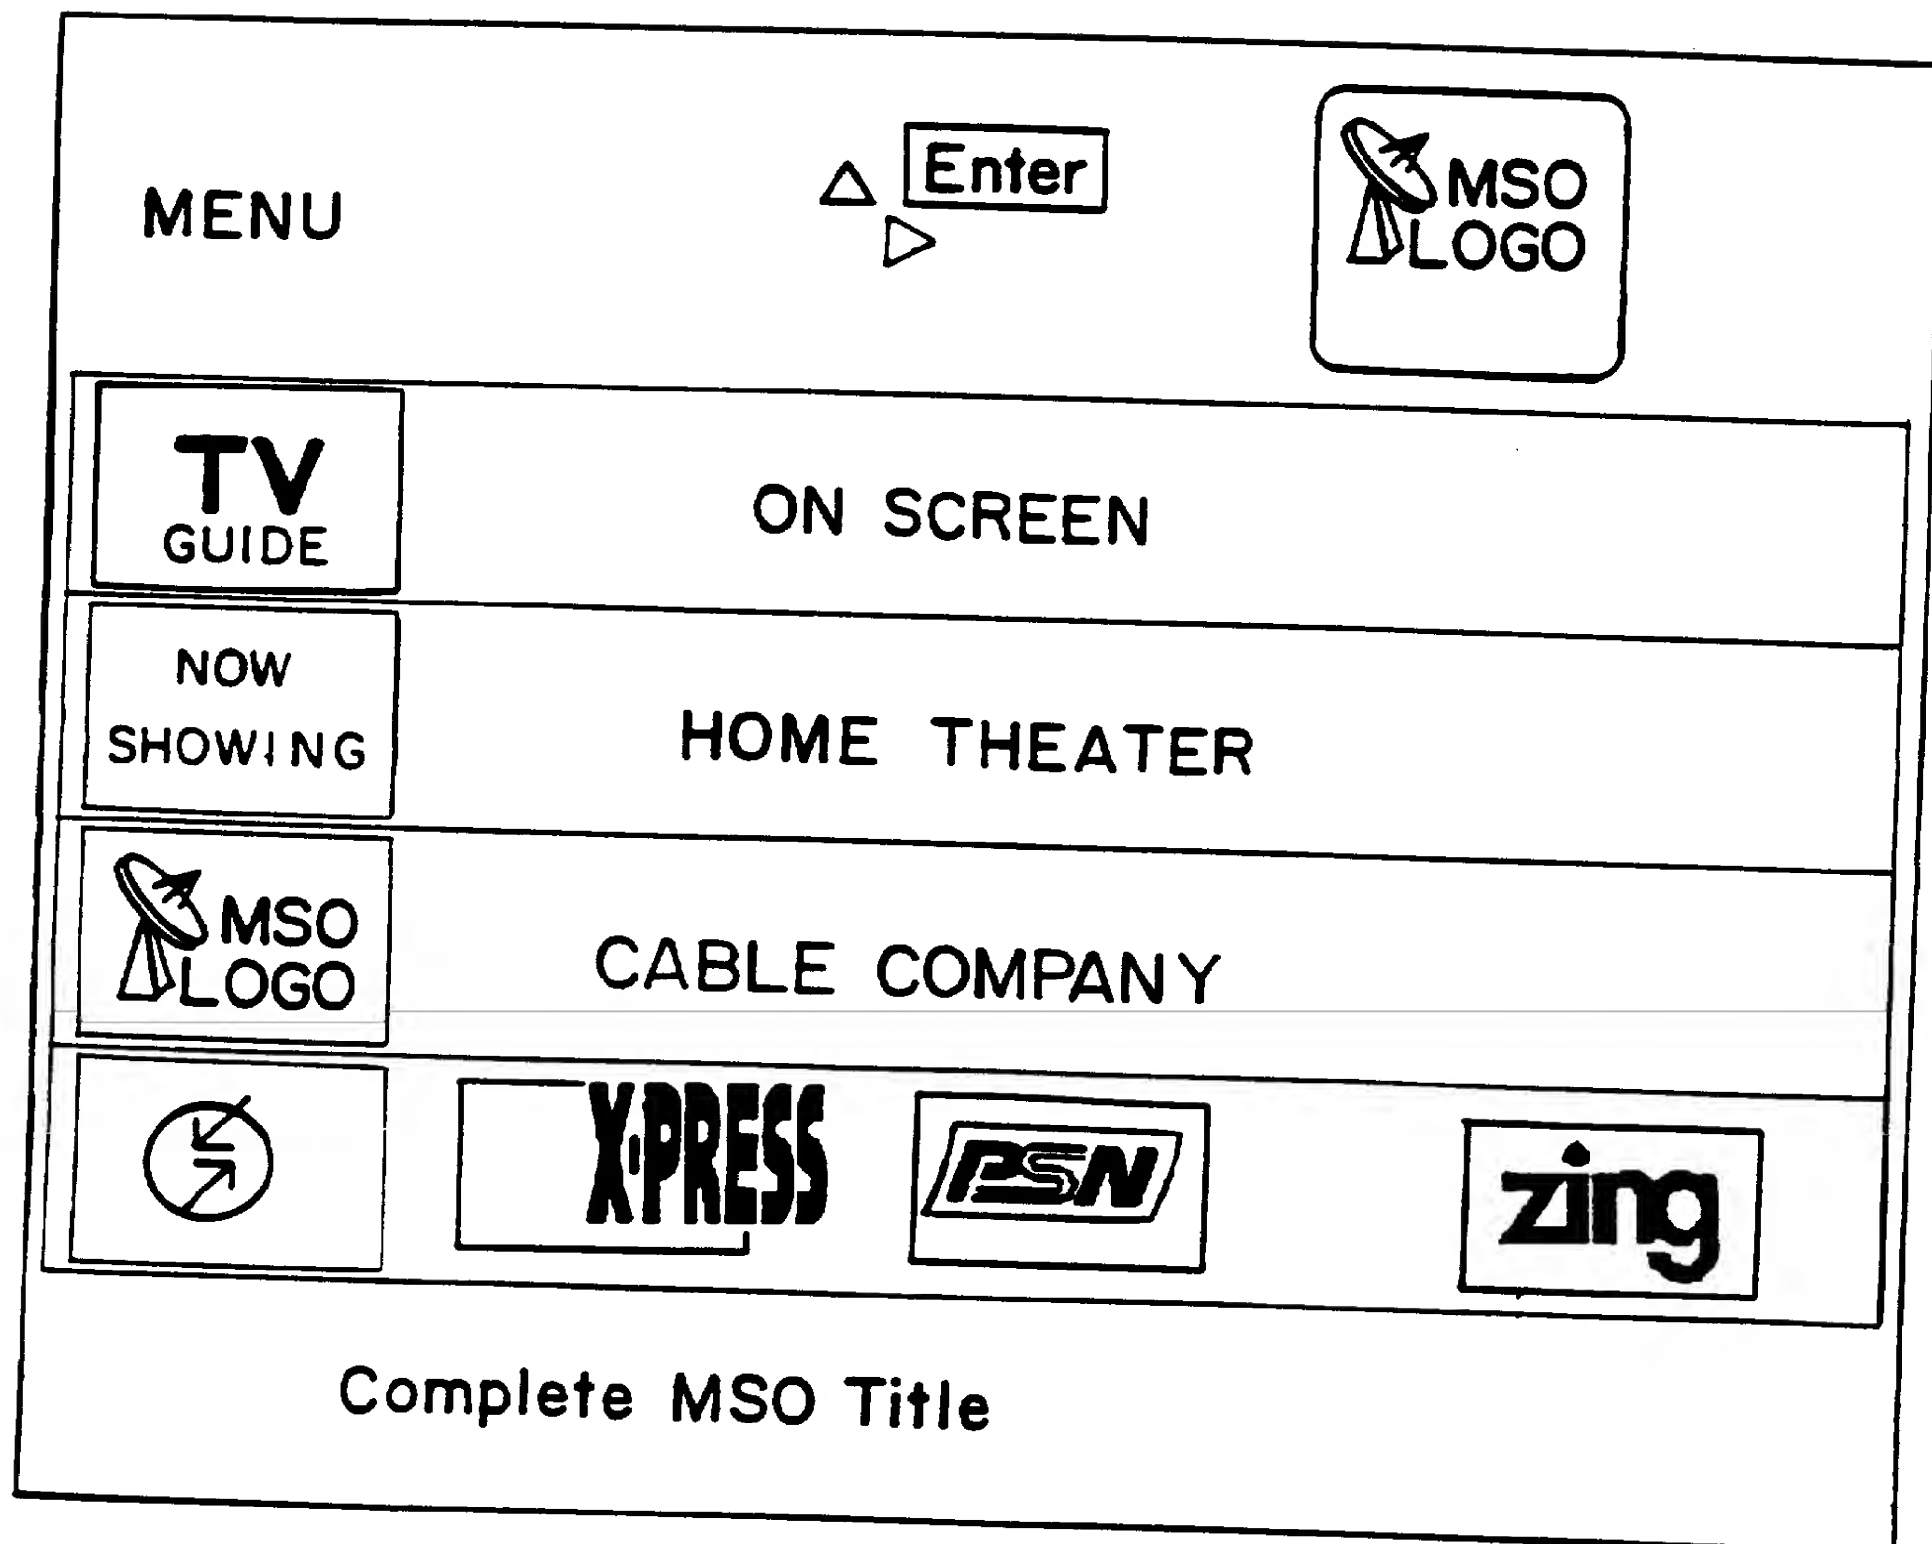 MENU
Enter
MSO
LOGO
TV
GUIDE
ON SCREEN
NOW
SHOWING
HOME THEATER
MSO
LOGO
CABLE COMPANY
X·PRESS
PSN
zing
Complete MSO Title